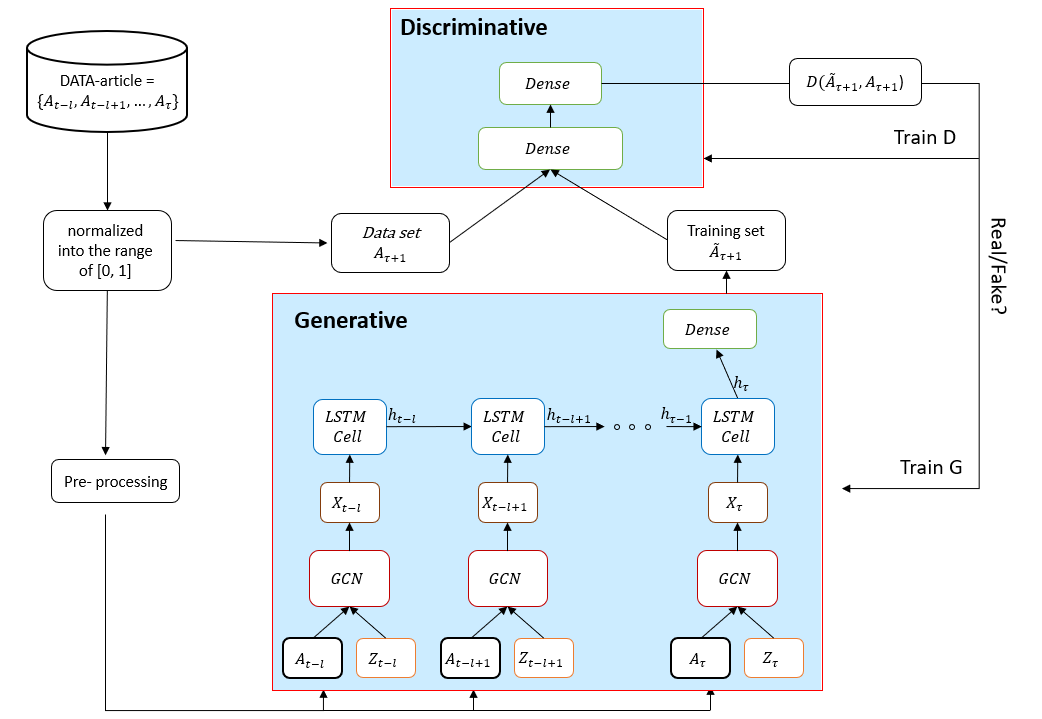 Discriminative
DATA-article =
{A_{t−l}, A_{t−l+1}, …, A_τ}
Dense
D(Ã_{τ+1}, A_{τ+1})
Train D
Dense
normalized
into the range
of [0, 1]
Data set
A_{τ+1}
Training set
Ã_{τ+1}
Real/Fake?
Generative
Dense
h_τ
LSTM
Cell
h_{t−l}
LSTM
Cell
h_{t−l+1}
h_{τ−1}
LSTM
Cell
Train G
Pre- processing
X_{t−l}
X_{t−l+1}
X_τ
GCN
GCN
GCN
A_{t−l}
Z_{t−l}
A_{t−l+1}
Z_{t−l+1}
A_τ
Z_τ